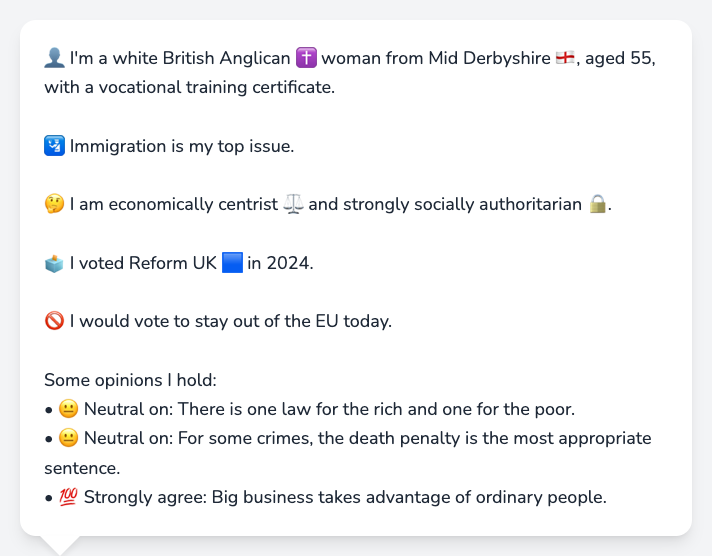 👤 I'm a white British Anglican ✝️ woman from Mid Derbyshire 🏴󠁧󠁢󠁥󠁮󠁧󠁿, aged 55,
with a vocational training certificate.
🛂 Immigration is my top issue.
🤔 I am economically centrist ⚖️ and strongly socially authoritarian 🔒.
🗳️ I voted Reform UK 🟦 in 2024.
🚫 I would vote to stay out of the EU today.
Some opinions I hold:
• 😐 Neutral on: There is one law for the rich and one for the poor.
• 😐 Neutral on: For some crimes, the death penalty is the most appropriate
sentence.
• 💯 Strongly agree: Big business takes advantage of ordinary people.